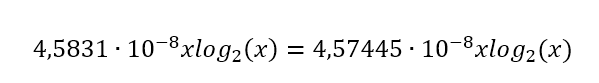 4,5831 · 10⁻⁸xlog₂(x) = 4,57445 · 10⁻⁸xlog₂(x)